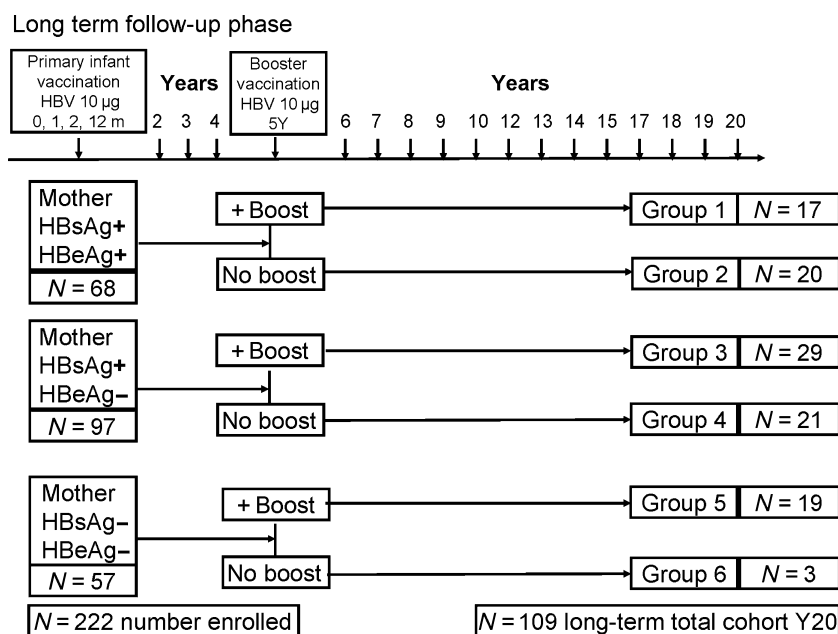 Long term follow-up phase
Primary infant
vaccination
HBV 10 µg
0, 1, 2, 12 m
Years
Booster
vaccination
HBV 10 µg
5Y
Years
2 3 4 6 7 8 9 10 12 13 14 15 17 18 19 20
Mother
HBsAg+
HBeAg+
N = 68
+ Boost
No boost
Group 1 N = 17
Group 2 N = 20
Mother
HBsAg+
HBeAg–
N = 97
+ Boost
No boost
Group 3 N = 29
Group 4 N = 21
Mother
HBsAg–
HBeAg–
N = 57
+ Boost
No boost
Group 5 N = 19
Group 6 N = 3
N = 222 number enrolled
N = 109 long-term total cohort Y20